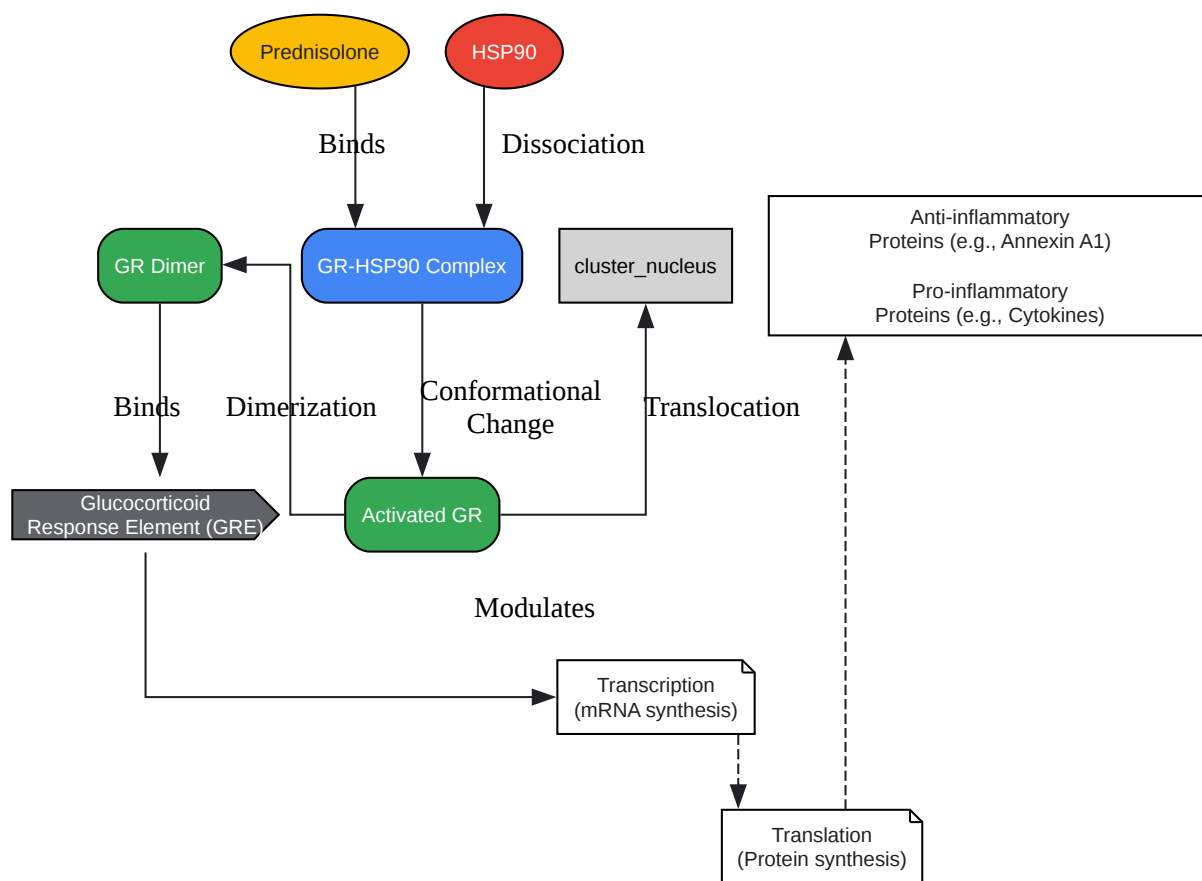 Prednisolone
HSP90
Binds
Dissociation
Anti-inflammatory
Proteins (e.g., Annexin A1)
Pro-inflammatory
Proteins (e.g., Cytokines)
GR Dimer
GR-HSP90 Complex
cluster_nucleus
Binds
Dimerization
Conformational
Change
Translocation
Glucocorticoid
Response Element (GRE)
Activated GR
Modulates
Transcription
(mRNA synthesis)
Translation
(Protein synthesis)